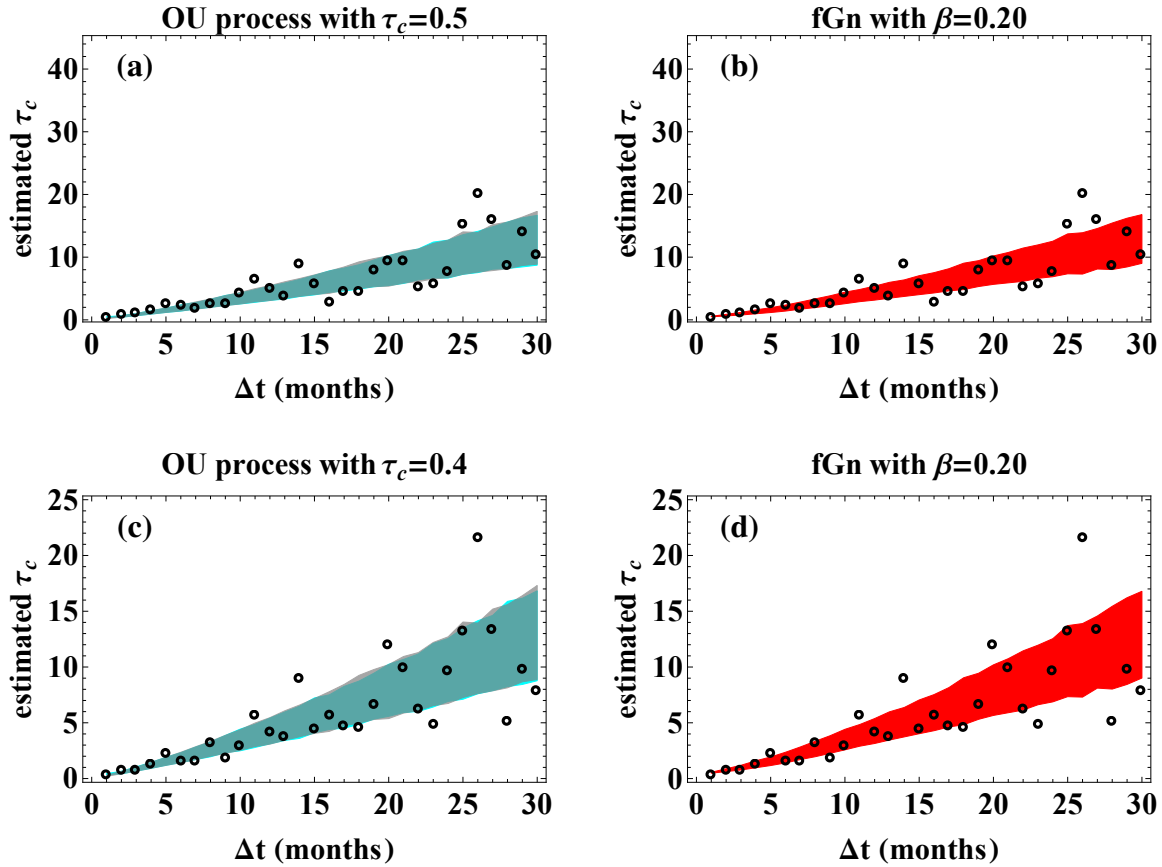 OU process with τc=0.5
fGn with β=0.20
(a)
(b)
estimated τc
40
30
20
10
0
0 5 10 15 20 25 30
Δt (months)
estimated τc
40
30
20
10
0
0 5 10 15 20 25 30
Δt (months)
OU process with τc=0.4
fGn with β=0.20
(c)
(d)
estimated τc
25
20
15
10
5
0
0 5 10 15 20 25 30
Δt (months)
estimated τc
25
20
15
10
5
0
0 5 10 15 20 25 30
Δt (months)